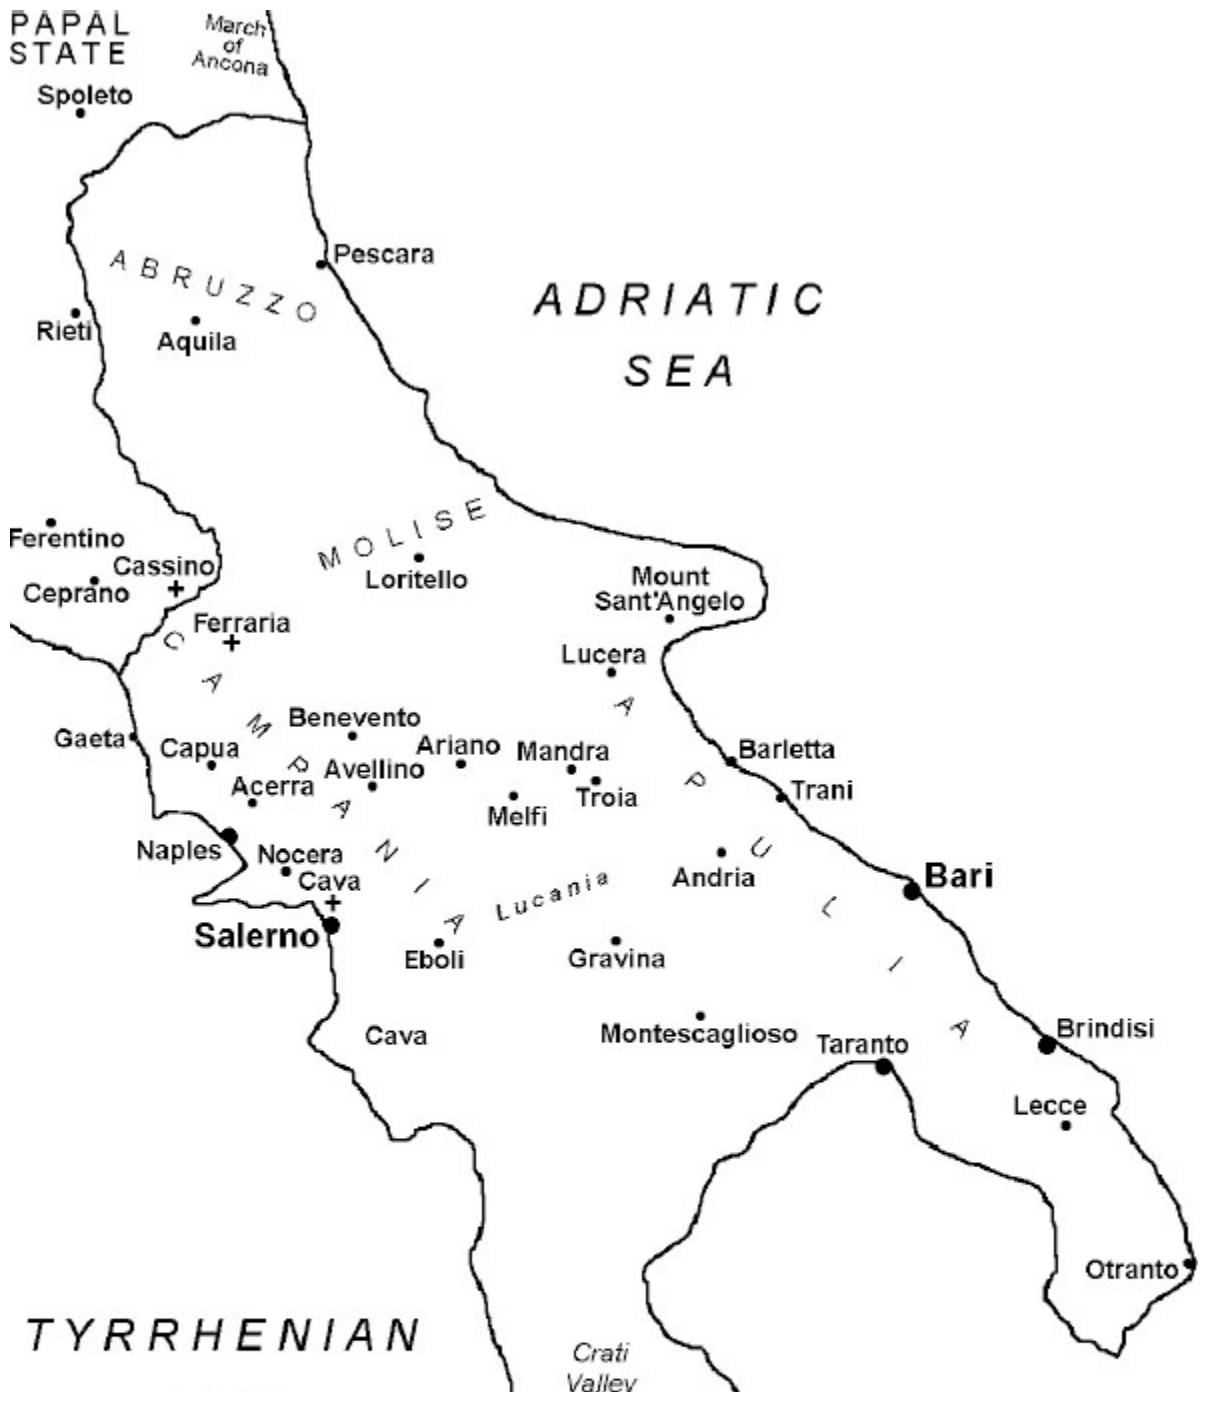 PAPAL
STATE
March
of
Ancona
Spoleto
Pescara
ABRUZZO
ADRIATIC
SEA
Rieti
Aquila
MOLISE
Ferentino
Cassino
Ceprano
Loritello
Mount
Sant'Angelo
Ferraria
Lucera
CAMPANIA
APULIA
Benevento
Gaeta
Capua
Ariano
Mandra
Barletta
Avellino
Acerra
Troia
Trani
Melfi
Naples
Nocera
Cava
Andria
Bari
Lucania
Salerno
Eboli
Gravina
Cava
Montescaglioso
Taranto
Brindisi
Lecce
Otranto
TYRRHENIAN
Crati
Valley